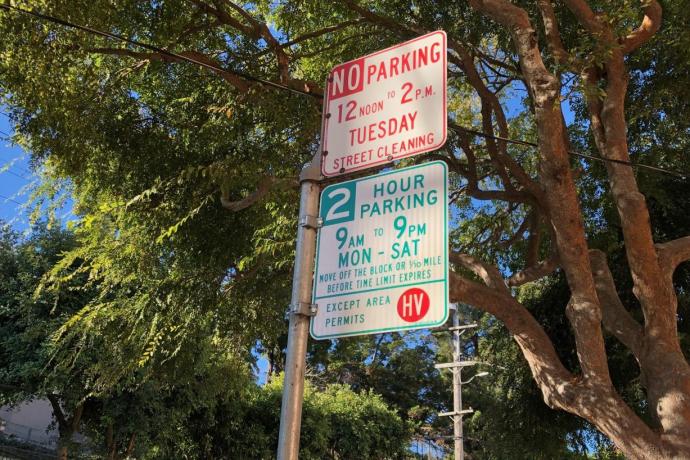 NO PARKING
12 NOON TO 2 P.M.
TUESDAY
STREET CLEANING
2 HOUR
PARKING
9AM TO 9PM
MON - SAT
MOVE OFF THE BLOCK OR 1/10 MILE
BEFORE TIME LIMIT EXPIRES
EXCEPT AREA HV
PERMITS